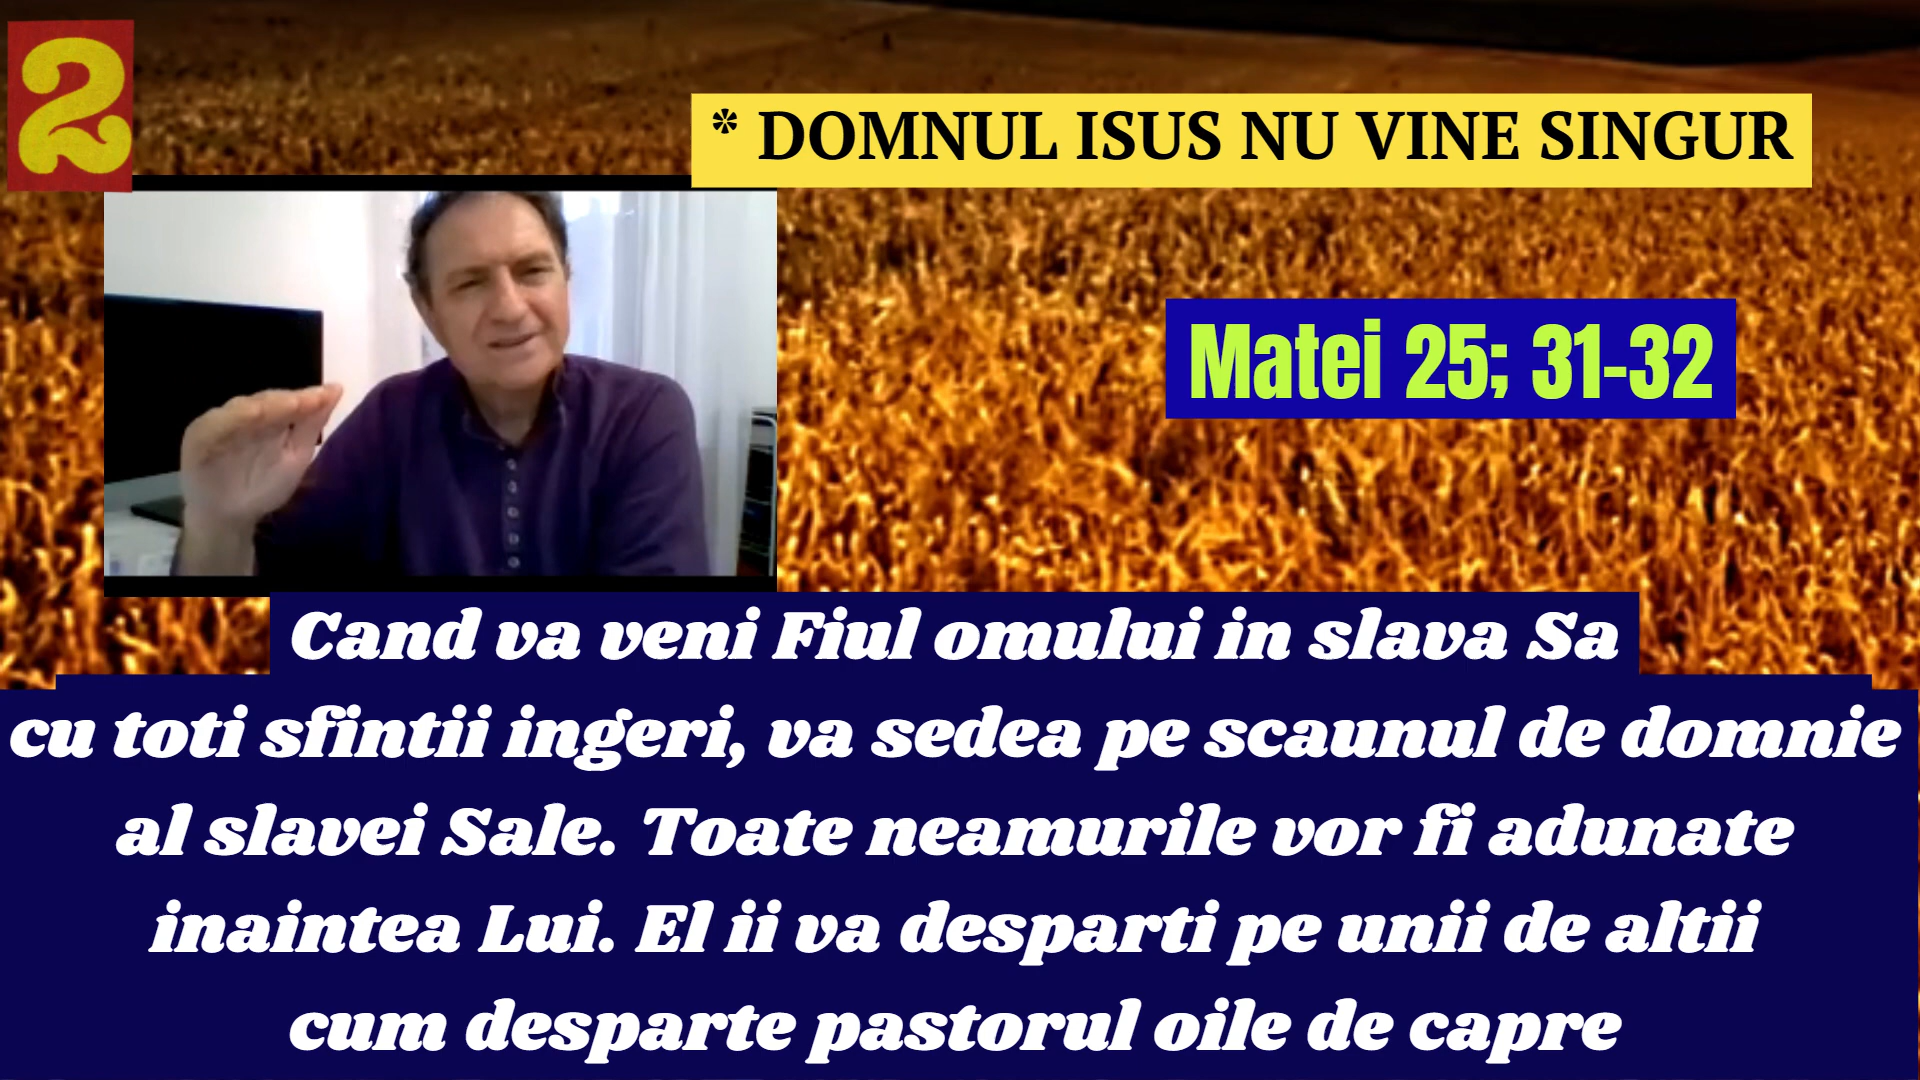 2
* DOMNUL ISUS NU VINE SINGUR
Matei 25; 31-32
Cand va veni Fiul omului in slava Sa
cu toti sfintii ingeri, va sedea pe scaunul de domnie
al slavei Sale. Toate neamurile vor fi adunate
inaintea Lui. El ii va desparti pe unii de altii
cum desparte pastorul oile de capre